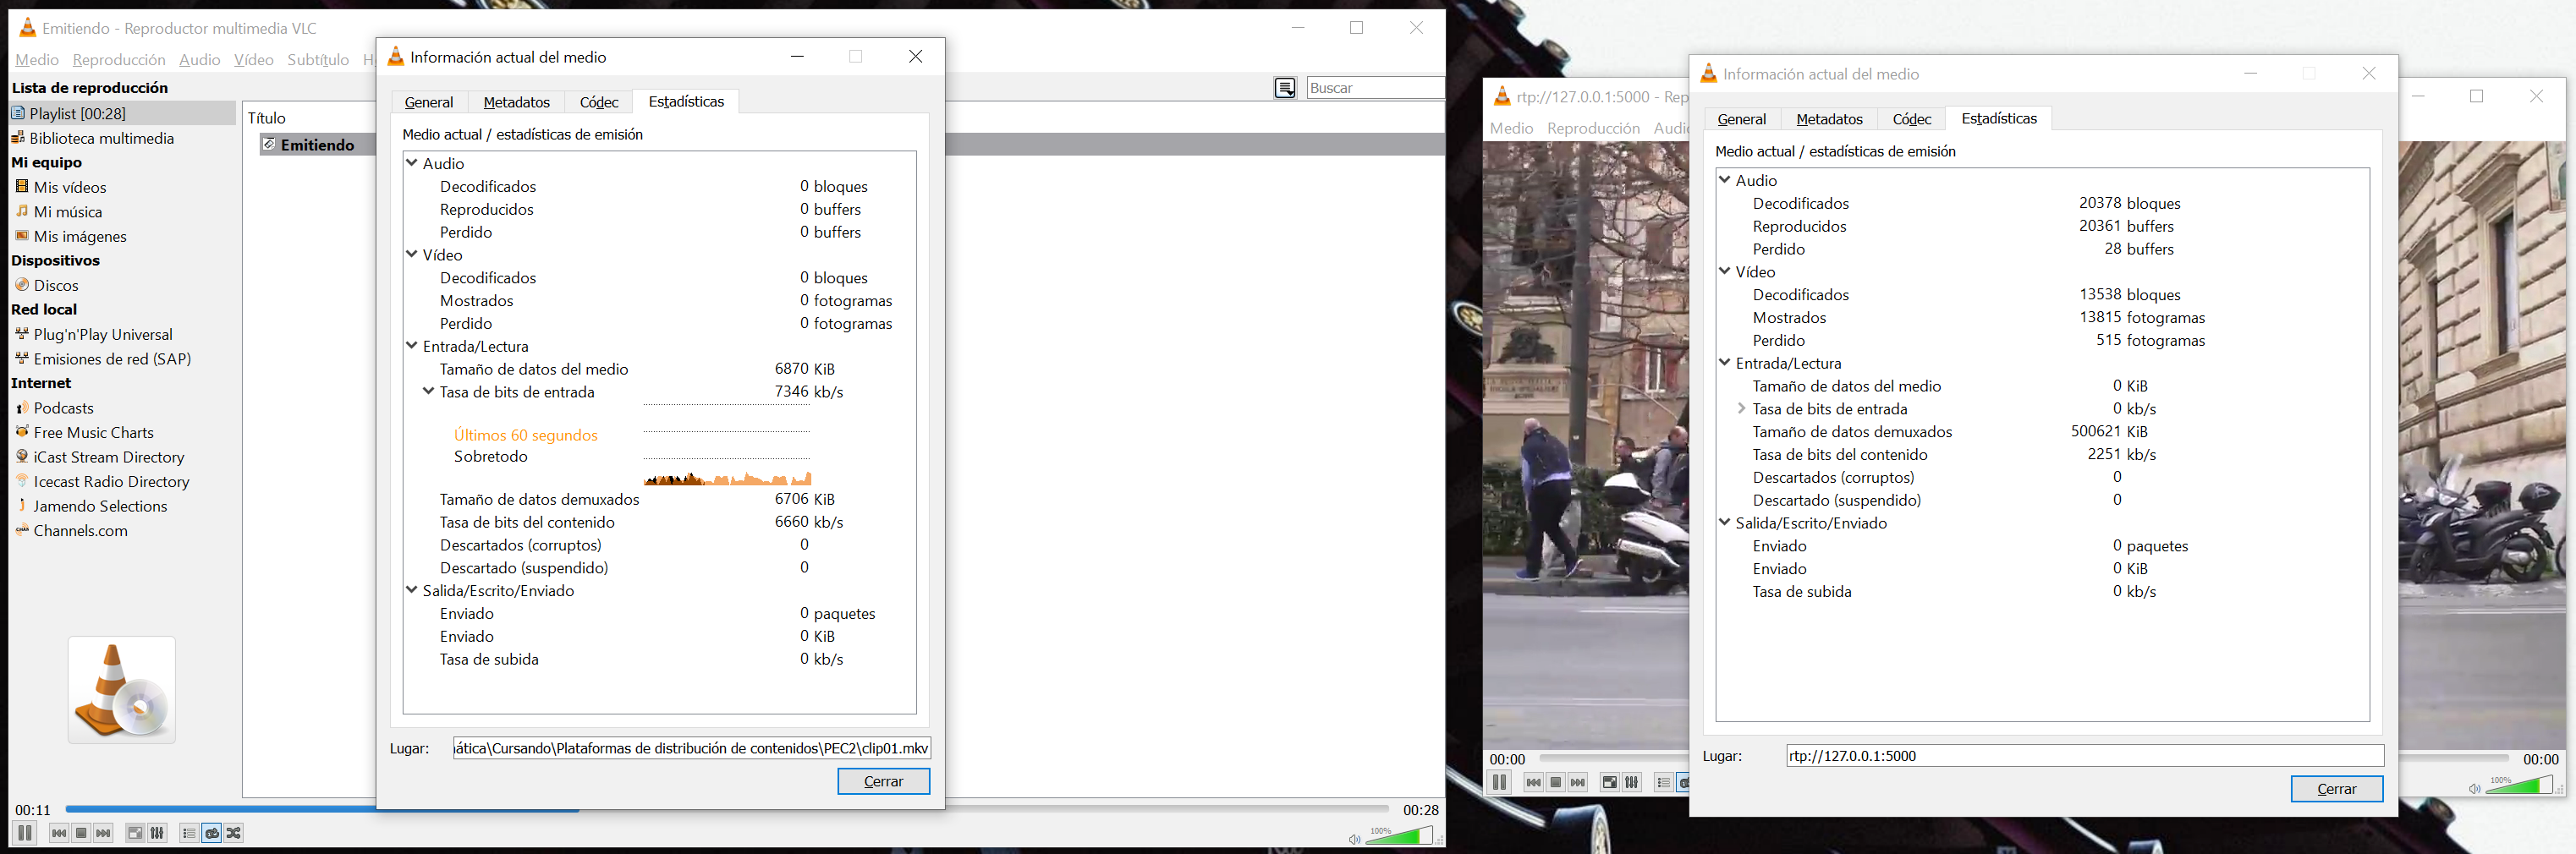 Emitiendo - Reproductor multimedia VLC
Medio Reproducción Audio Vídeo Subtítulo
Lista de reproducción
Playlist [00:28]
Biblioteca multimedia
Mi equipo
Mis vídeos
Mi música
Mis imágenes
Dispositivos
Discos
Red local
Plug'n'Play Universal
Emisiones de red (SAP)
Internet
Podcasts
Free Music Charts
iCast Stream Directory
Icecast Radio Directory
Jamendo Selections
Channels.com
Buscar
Título
Emitiendo
00:11
00:28
100%
Información actual del medio
General Metadatos Códec Estadísticas
Medio actual / estadísticas de emisión
Audio
Decodificados 0 bloques
Reproducidos 0 buffers
Perdido 0 buffers
Vídeo
Decodificados 0 bloques
Mostrados 0 fotogramas
Perdido 0 fotogramas
Entrada/Lectura
Tamaño de datos del medio 6870 KiB
Tasa de bits de entrada 7346 kb/s
Últimos 60 segundos
Sobretodo
Tamaño de datos demuxados 6706 KiB
Tasa de bits del contenido 6660 kb/s
Descartados (corruptos) 0
Descartado (suspendido) 0
Salida/Escrito/Enviado
Enviado 0 paquetes
Enviado 0 KiB
Tasa de subida 0 kb/s
Lugar: ática\Cursando\Plataformas de distribución de contenidos\PEC2\clip01.mkv
Cerrar
rtp://127.0.0.1:5000 - Rep
Medio Reproducción Audio
00:00
00:00
100%
Información actual del medio
General Metadatos Códec Estadísticas
Medio actual / estadísticas de emisión
Audio
Decodificados 20378 bloques
Reproducidos 20361 buffers
Perdido 28 buffers
Vídeo
Decodificados 13538 bloques
Mostrados 13815 fotogramas
Perdido 515 fotogramas
Entrada/Lectura
Tamaño de datos del medio 0 KiB
Tasa de bits de entrada 0 kb/s
Tamaño de datos demuxados 500621 KiB
Tasa de bits del contenido 2251 kb/s
Descartados (corruptos) 0
Descartado (suspendido) 0
Salida/Escrito/Enviado
Enviado 0 paquetes
Enviado 0 KiB
Tasa de subida 0 kb/s
Lugar: rtp://127.0.0.1:5000
Cerrar